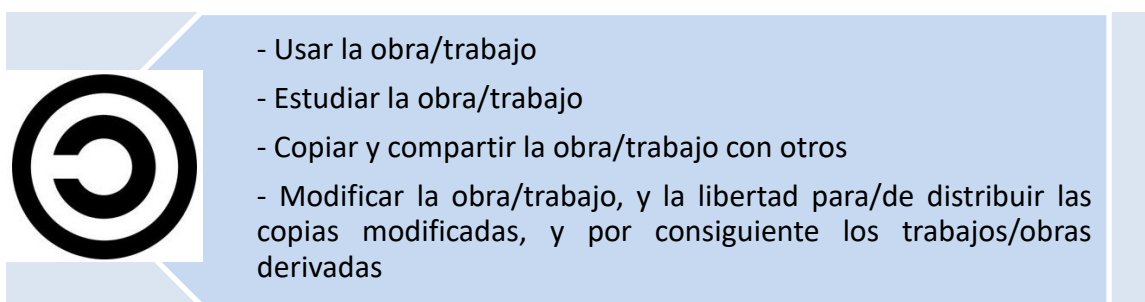 - Usar la obra/trabajo
- Estudiar la obra/trabajo
- Copiar y compartir la obra/trabajo con otros
- Modificar la obra/trabajo, y la libertad para/de distribuir las
copias modificadas, y por consiguiente los trabajos/obras
derivadas